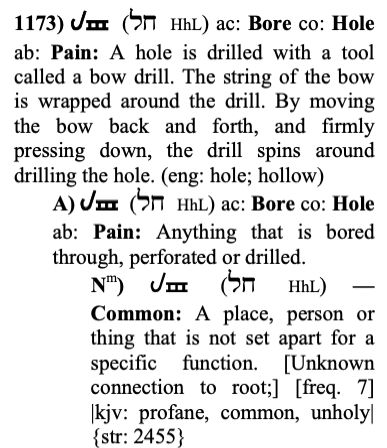 1173) (חל HhL) ac: Bore co: Hole
ab: Pain: A hole is drilled with a tool
called a bow drill. The string of the bow
is wrapped around the drill. By moving
the bow back and forth, and firmly
pressing down, the drill spins around
drilling the hole. (eng: hole; hollow)
A) (חל HhL) ac: Bore co: Hole
ab: Pain: Anything that is bored
through, perforated or drilled.
Nᵐ) (חל HhL) —
Common: A place, person or
thing that is not set apart for a
specific function. [Unknown
connection to root;] [freq. 7]
|kjv: profane, common, unholy|
{str: 2455}